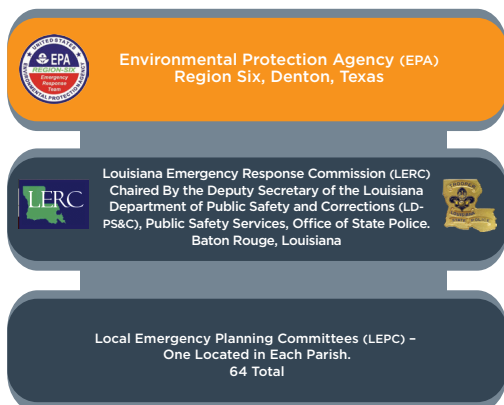 UNITED STATES
EPA
REGION-SIX
Emergency
Response
Team
ENVIRONMENTAL PROTECTION AGENCY
Environmental Protection Agency (EPA)
Region Six, Denton, Texas
LERC
Louisiana Emergency Response Commission (LERC)
Chaired By the Deputy Secretary of the Louisiana
Department of Public Safety and Corrections (LD-
PS&C), Public Safety Services, Office of State Police.
Baton Rouge, Louisiana
TROOPER
LOUISIANA
STATE POLICE
Local Emergency Planning Committees (LEPC) –
One Located in Each Parish.
64 Total